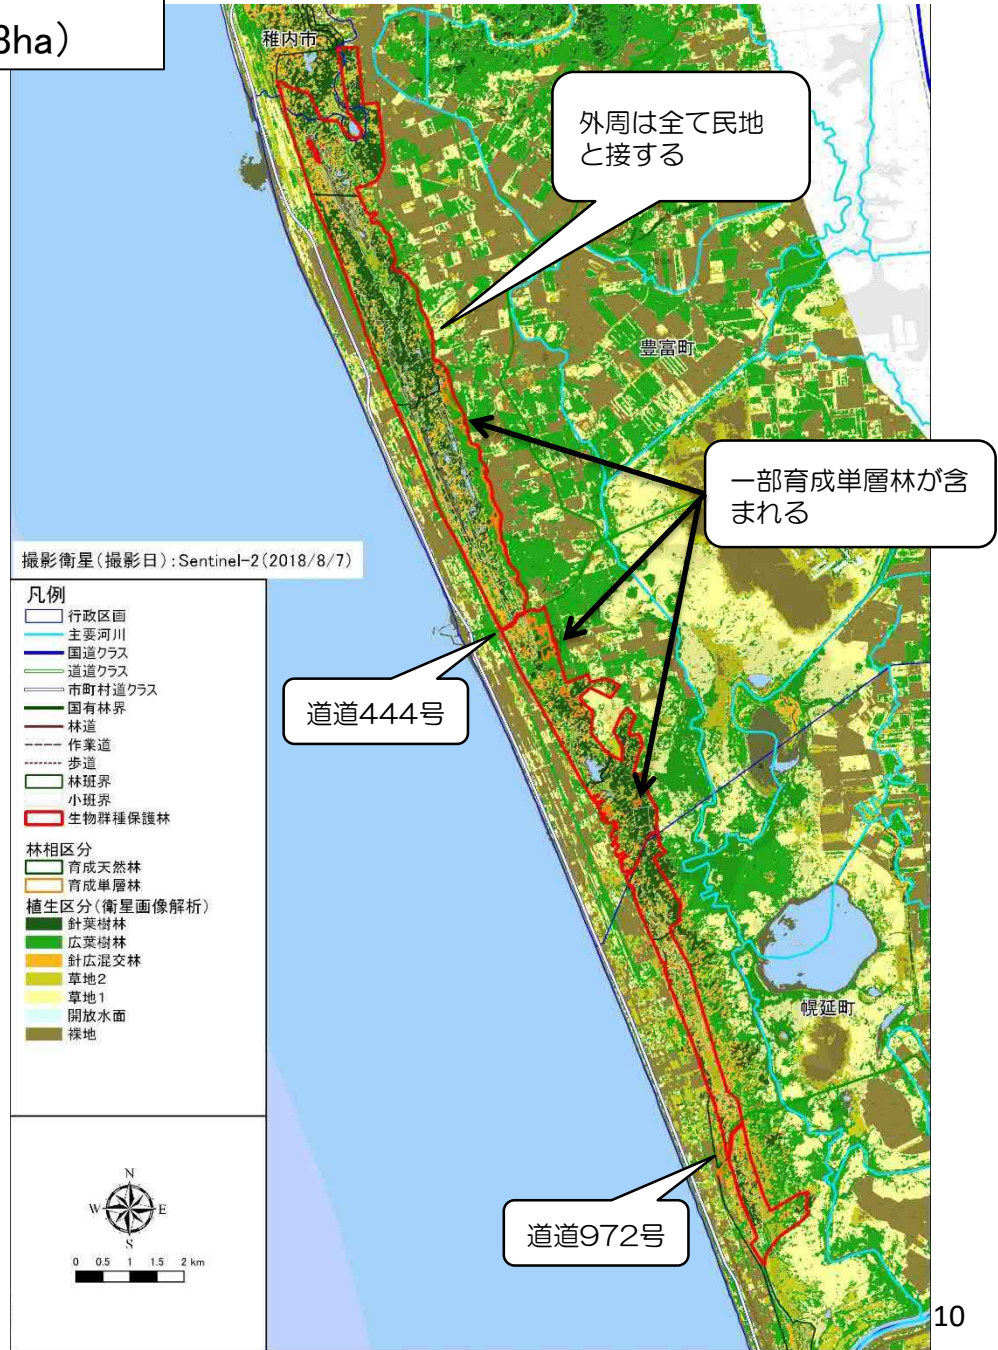 8ha）
稚内市
外周は全て民地
と接する
豊富町
一部育成単層林が含
まれる
撮影衛星(撮影日):Sentinel-2(2018/8/7)
道道444号
凡例
行政区画
主要河川
国道クラス
道道クラス
市町村道クラス
国有林界
林道
作業道
歩道
林班界
小班界
生物群種保護林
林相区分
育成天然林
育成単層林
植生区分(衛星画像解析)
針葉樹林
広葉樹林
針広混交林
草地2
草地1
開放水面
裸地
幌延町
道道972号
N
W E
S
0 0.5 1 1.5 2 km
10